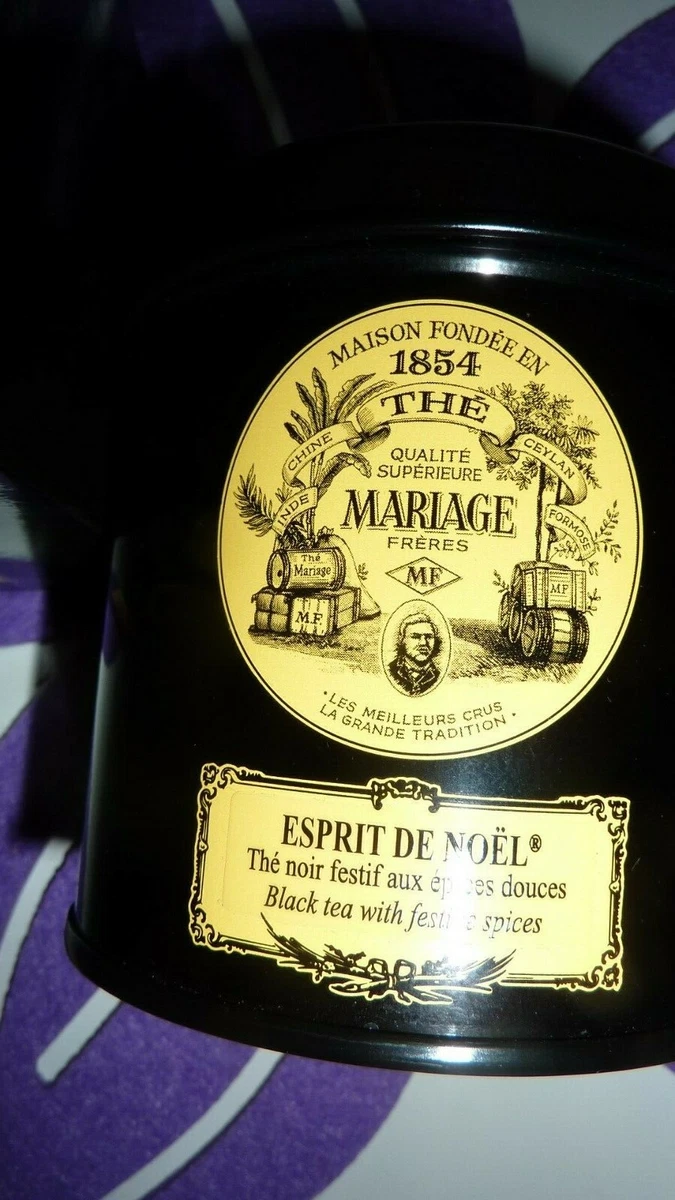 MAISON FONDÉE EN
1854
THÉ
CHINE
CEYLAN
INDE
FORMOSE
QUALITÉ
SUPÉRIEURE
MARIAGE
FRÈRES
MF
Thé
Mariage
M.F
MF
•LES MEILLEURS CRUS
LA GRANDE TRADITION•
ESPRIT DE NOËL®
Thé noir festif aux douces
Black tea with spices